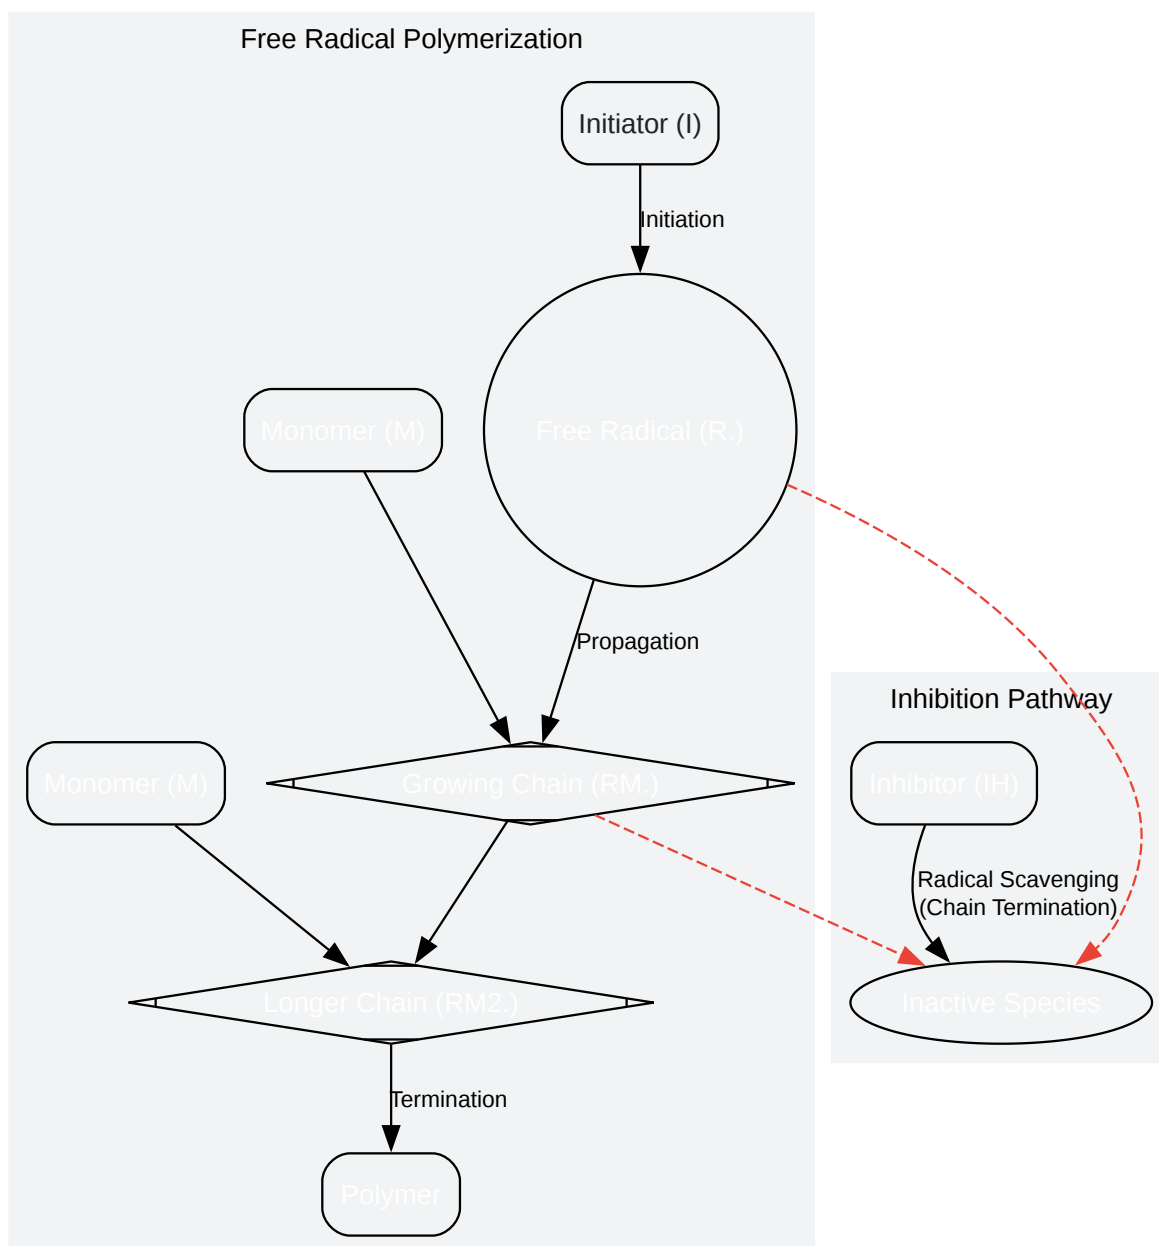 Free Radical Polymerization
Initiator (I)
Initiation
Monomer (M)
Free Radical (R.)
Propagation
Inhibition Pathway
Monomer (M)
Growing Chain (RM.)
Inhibitor (IH)
Radical Scavenging
(Chain Termination)
Longer Chain (RM2.)
Inactive Species
Termination
Polymer